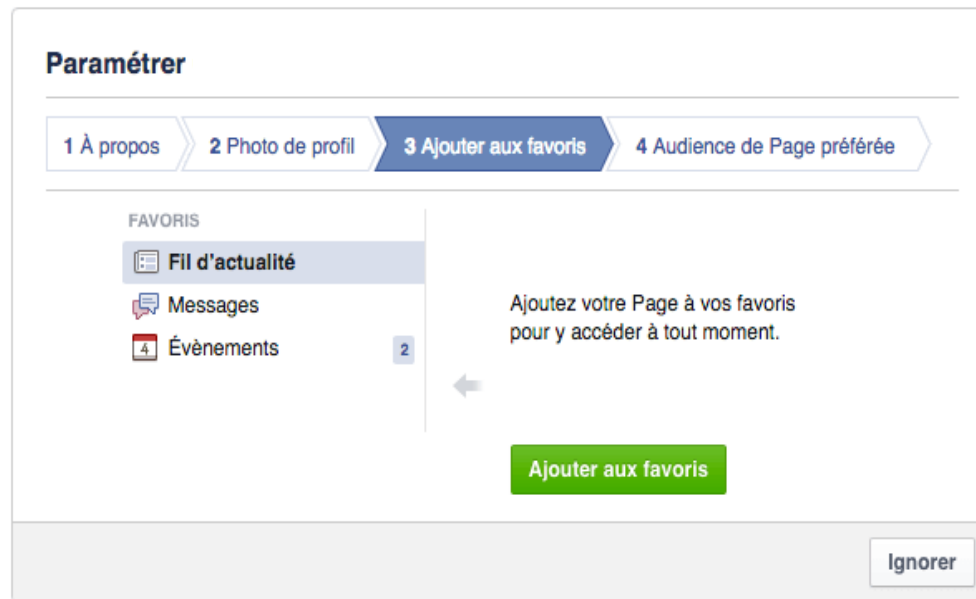 Paramétrer
1 À propos
2 Photo de profil
3 Ajouter aux favoris
4 Audience de Page préférée
FAVORIS
Fil d'actualité
Messages
4 Évènements 2
Ajoutez votre Page à vos favoris
pour y accéder à tout moment.
Ajouter aux favoris
Ignorer